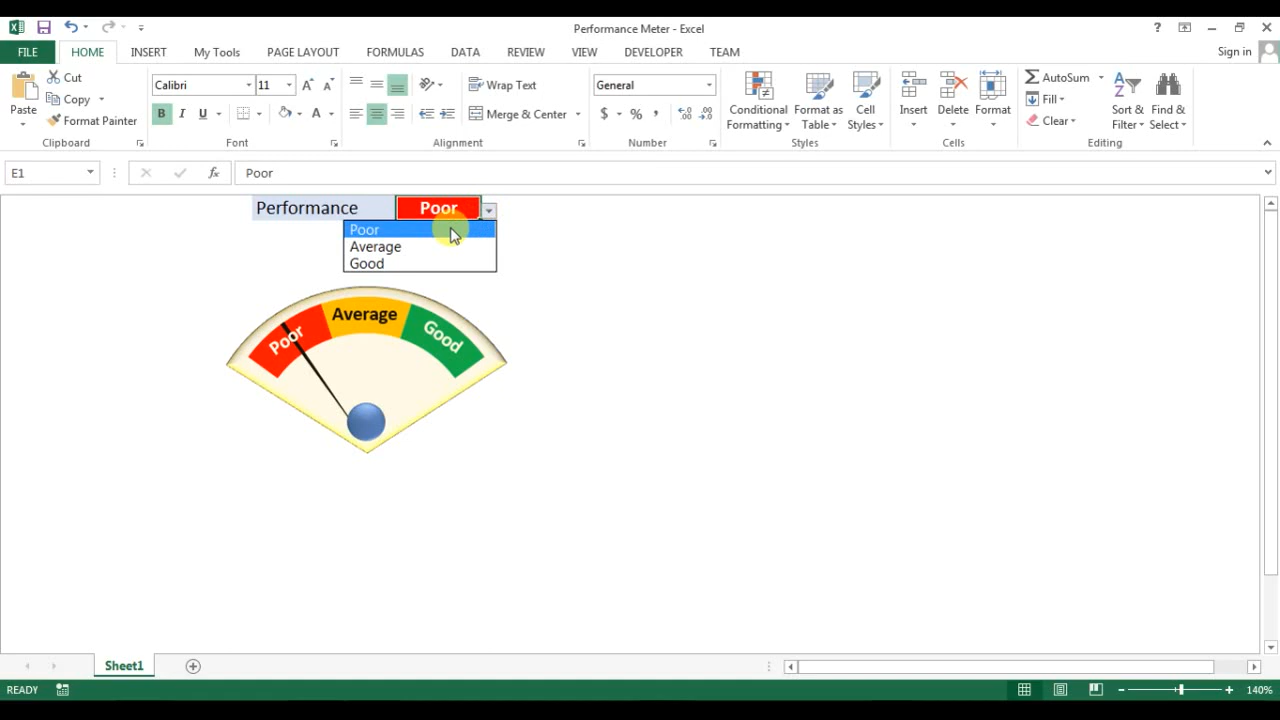 Performance Meter - Excel
?
FILE HOME INSERT My Tools PAGE LAYOUT FORMULAS DATA REVIEW VIEW DEVELOPER TEAM Sign in
Paste
Cut
Copy
Format Painter
Clipboard
Calibri 11
B I U A
Font
Wrap Text
Merge & Center
Alignment
General
$ % ,
Number
Conditional Formatting
Format as Table
Cell Styles
Styles
Insert
Delete
Format
Cells
AutoSum
Fill
Clear
Sort & Filter
Find & Select
Editing
E1 fx Poor
Performance Poor
Poor
Average
Good
Poor Average Good
Sheet1
READY 140%